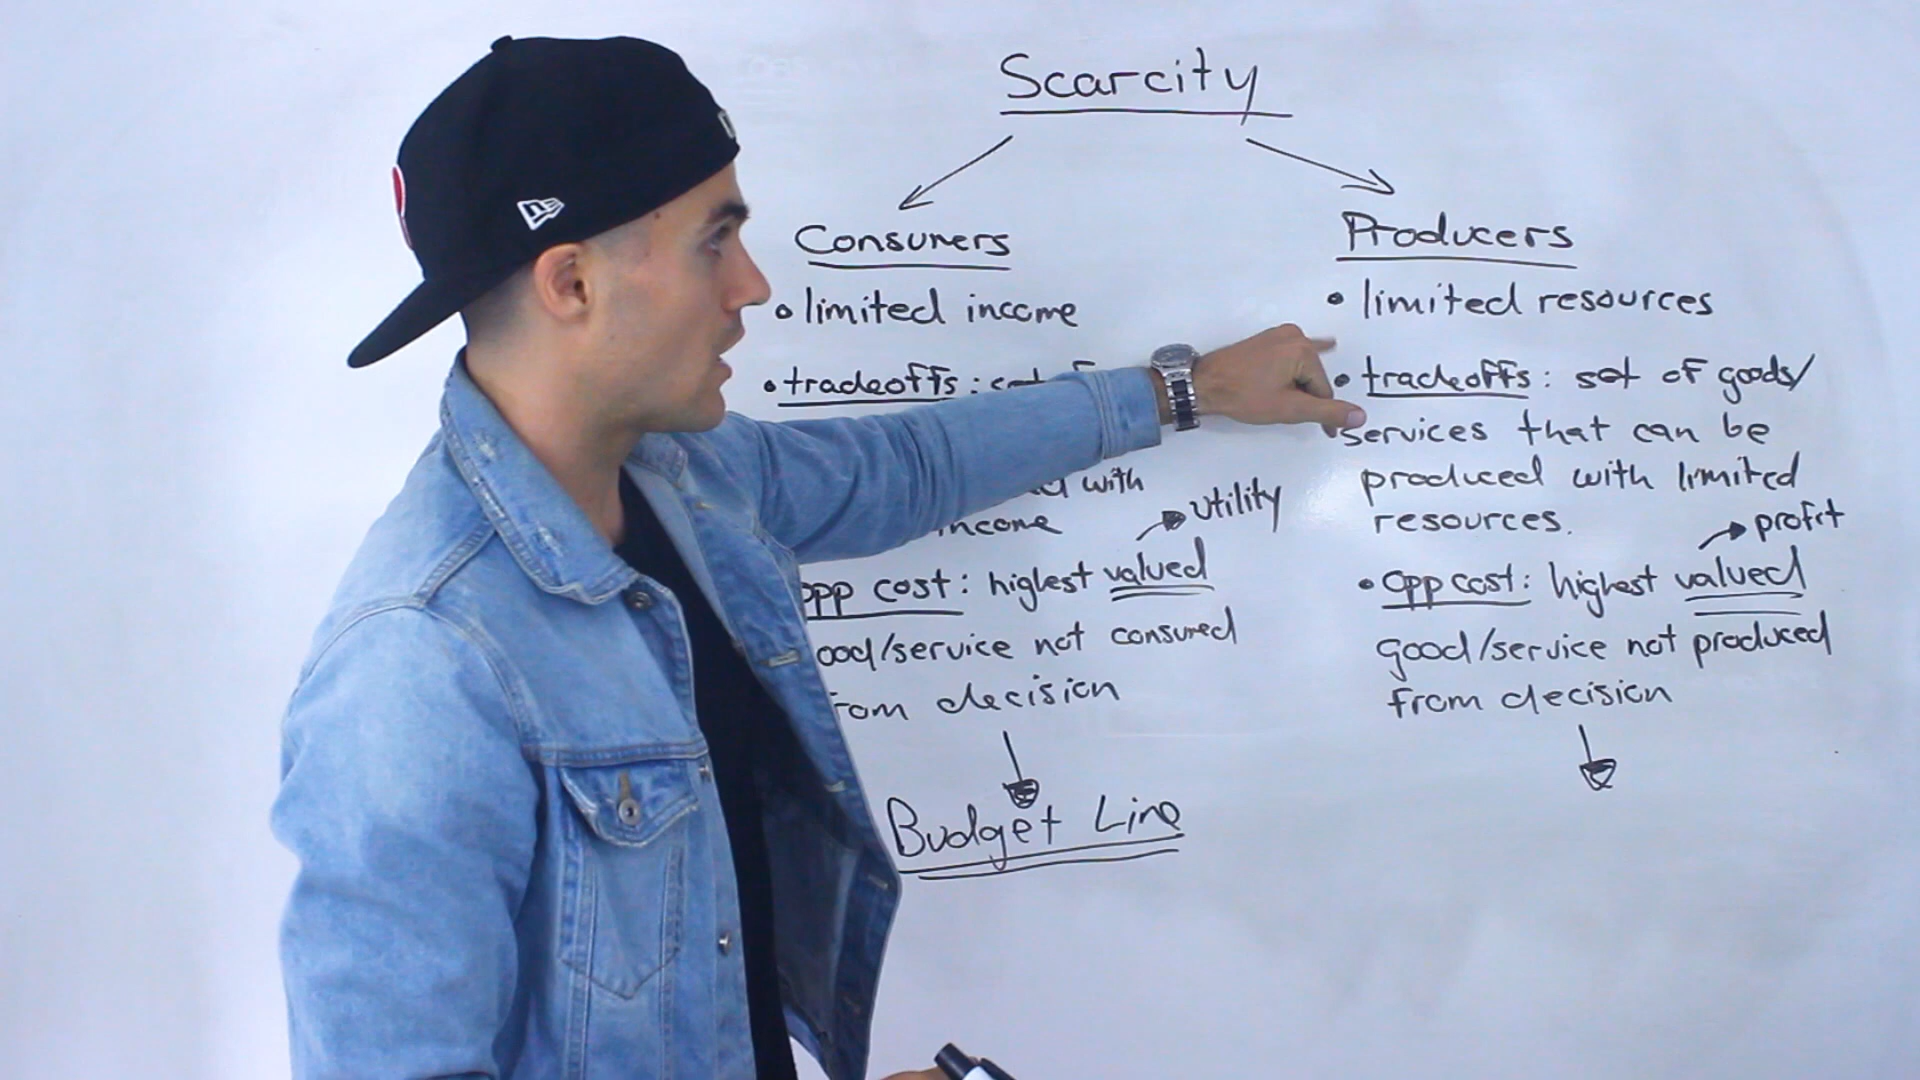 Scarcity
Consumers
• limited income
• tradeoffs :
with
income
utility
opp cost : highest valued
good/service not consumed
from decision
Budget Line
Producers
• limited resources
• tradeoffs : set of goods/
services that can be
produced with limited
resources.
profit
• opp cost : highest valued
good/service not produced
from decision